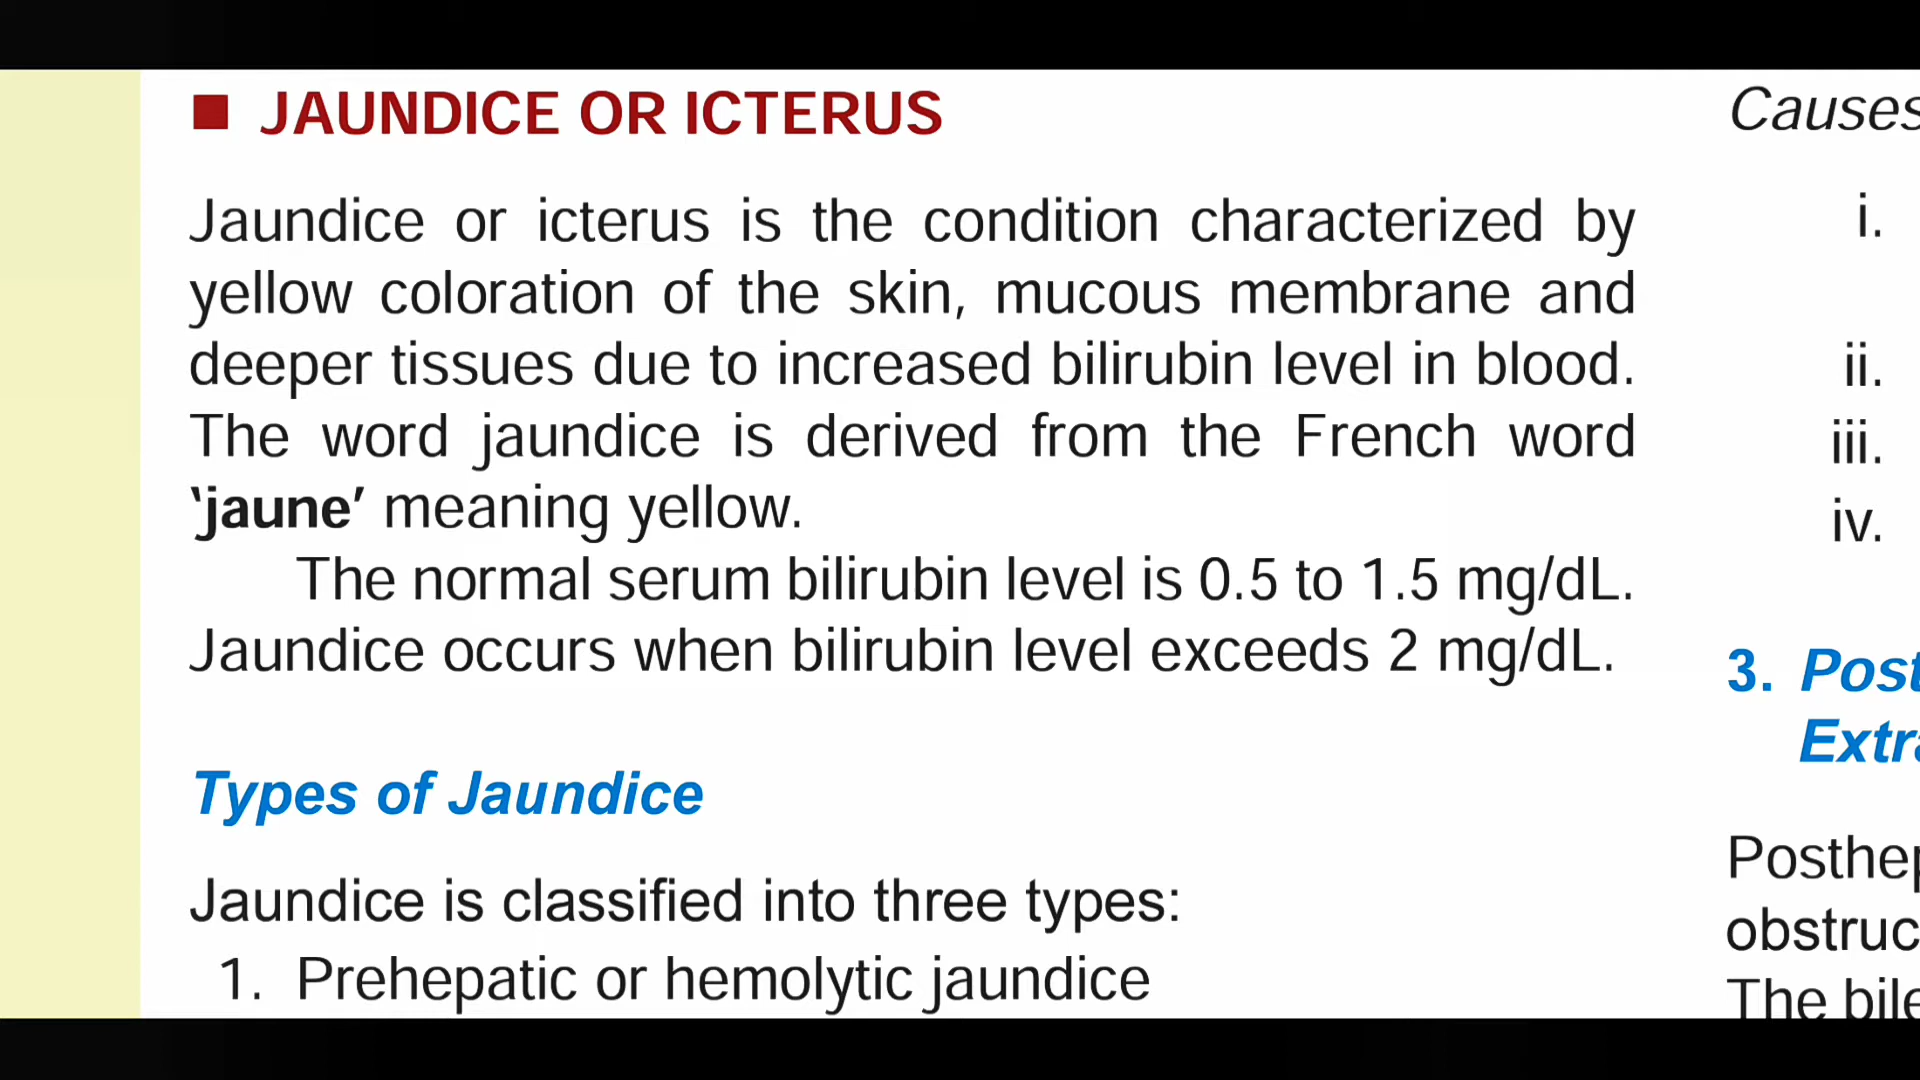 JAUNDICE OR ICTERUS
Jaundice or icterus is the condition characterized by
yellow coloration of the skin, mucous membrane and
deeper tissues due to increased bilirubin level in blood.
The word jaundice is derived from the French word
‘jaune’ meaning yellow.
The normal serum bilirubin level is 0.5 to 1.5 mg/dL.
Jaundice occurs when bilirubin level exceeds 2 mg/dL.
Types of Jaundice
Jaundice is classified into three types:
1. Prehepatic or hemolytic jaundice
Causes
i.
ii.
iii.
iv.
3.
The bile